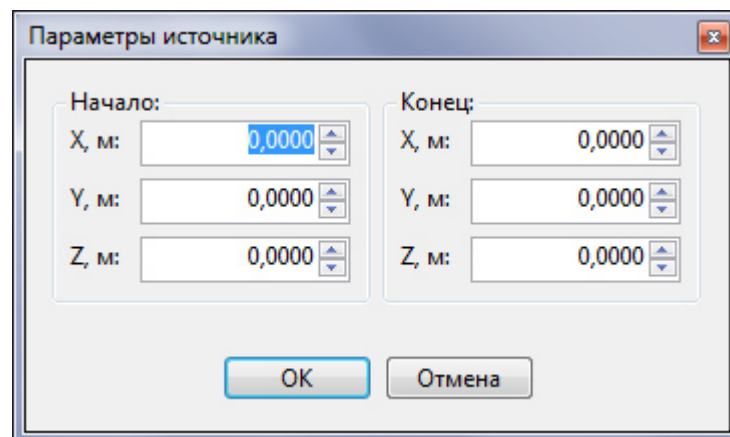 Параметры источника
Начало: Конец:
X, м: 0,0000 X, м: 0,0000
Y, м: 0,0000 Y, м: 0,0000
Z, м: 0,0000 Z, м: 0,0000
OK Отмена